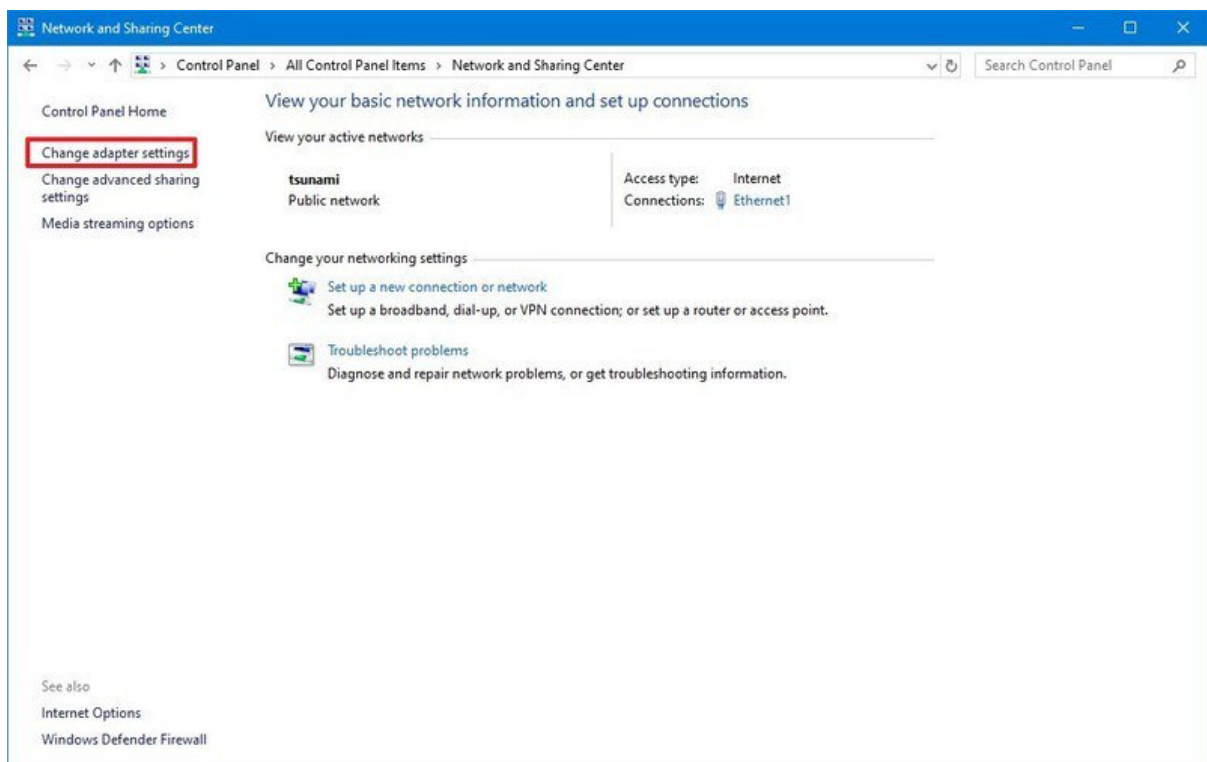 Network and Sharing Center
Control Panel > All Control Panel Items > Network and Sharing Center
Search Control Panel
Control Panel Home
Change adapter settings
Change advanced sharing
settings
Media streaming options
View your basic network information and set up connections
View your active networks
tsunami
Public network
Access type: Internet
Connections: Ethernet1
Change your networking settings
Set up a new connection or network
Set up a broadband, dial-up, or VPN connection; or set up a router or access point.
Troubleshoot problems
Diagnose and repair network problems, or get troubleshooting information.
See also
Internet Options
Windows Defender Firewall